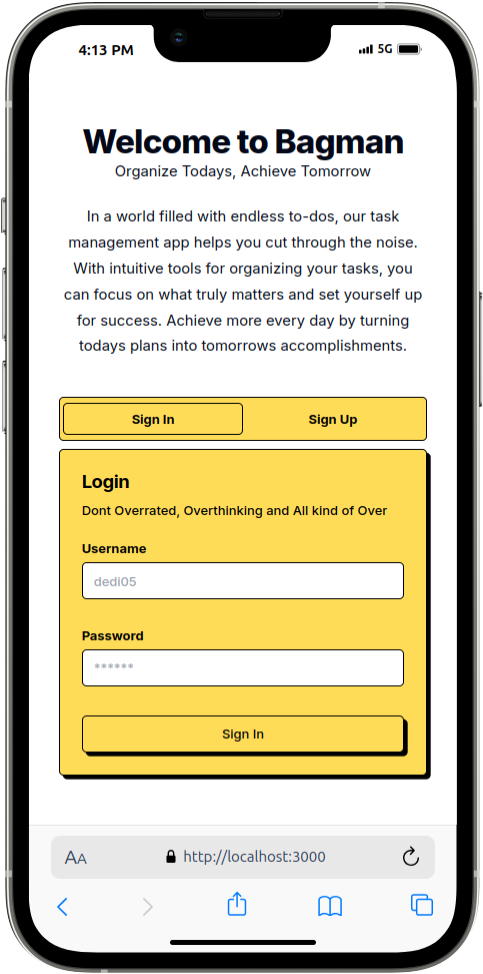 4:13 PM
5G
Welcome to Bagman
Organize Todays, Achieve Tomorrow
In a world filled with endless to-dos, our task
management app helps you cut through the noise.
With intuitive tools for organizing your tasks, you
can focus on what truly matters and set yourself up
for success. Achieve more every day by turning
todays plans into tomorrows accomplishments.
Sign In
Sign Up
Login
Dont Overrated, Overthinking and All kind of Over
Username
dedi05
Password
******
Sign In
AA
http://localhost:3000